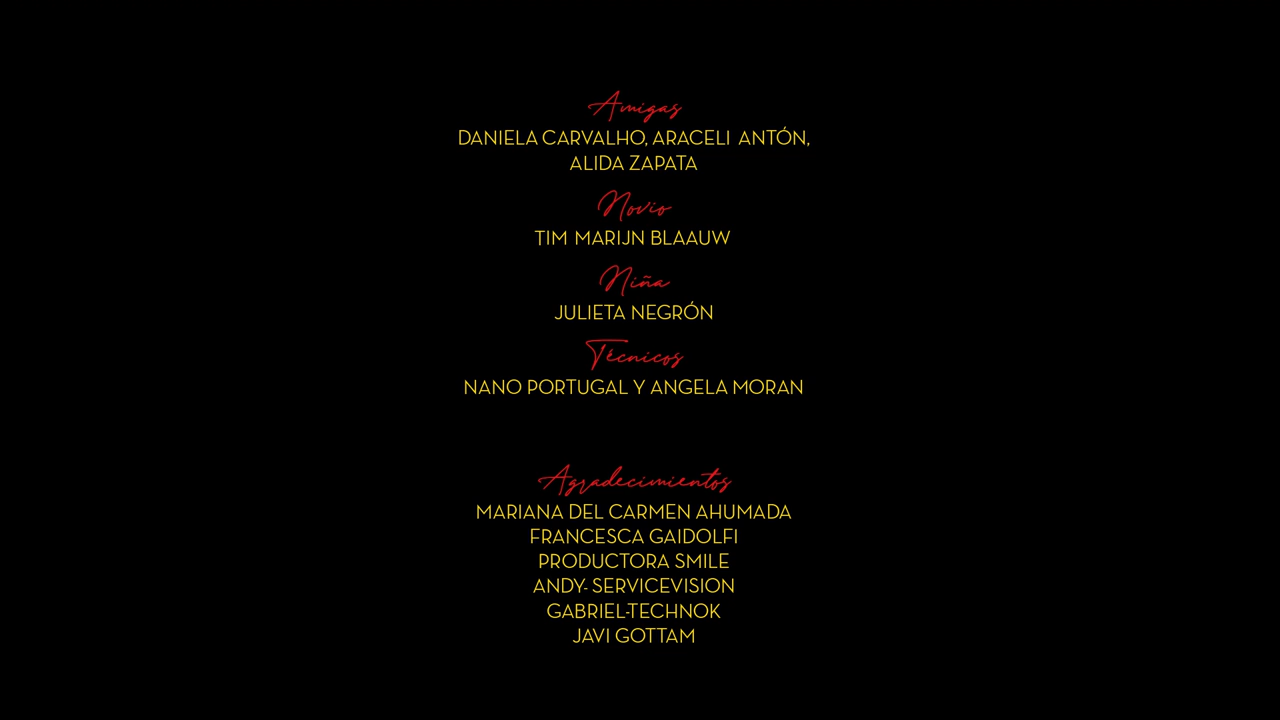 Amigas
DANIELA CARVALHO, ARACELI ANTÓN,
ALIDA ZAPATA
Novio
TIM MARIJN BLAAUW
Niña
JULIETA NEGRÓN
Técnicos
NANO PORTUGAL Y ANGELA MORAN
Agradecimientos
MARIANA DEL CARMEN AHUMADA
FRANCESCA GAIDOLFI
PRODUCTORA SMILE
ANDY- SERVICEVISION
GABRIEL-TECHNOK
JAVI GOTTAM